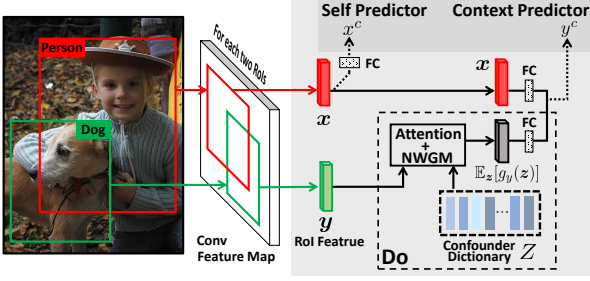 Self Predictor
Context Predictor
x^c
y^c
Person
Dog
For each two RoIs
FC
x
x
FC
Attention
+
NWGM
FC
𝔼_z[g_y(z)]
y
RoI Featrue
Conv
Feature Map
Do
Confounder
Dictionary Z